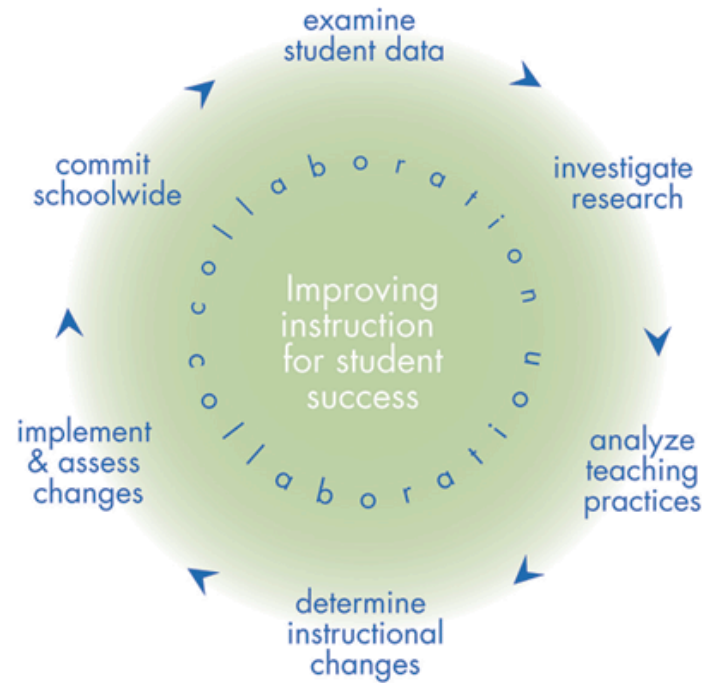 examine
student data
investigate
research
analyze
teaching
practices
determine
instructional
changes
implement
& assess
changes
commit
schoolwide
collaboration
collaboration
Improving
instruction
for student
success